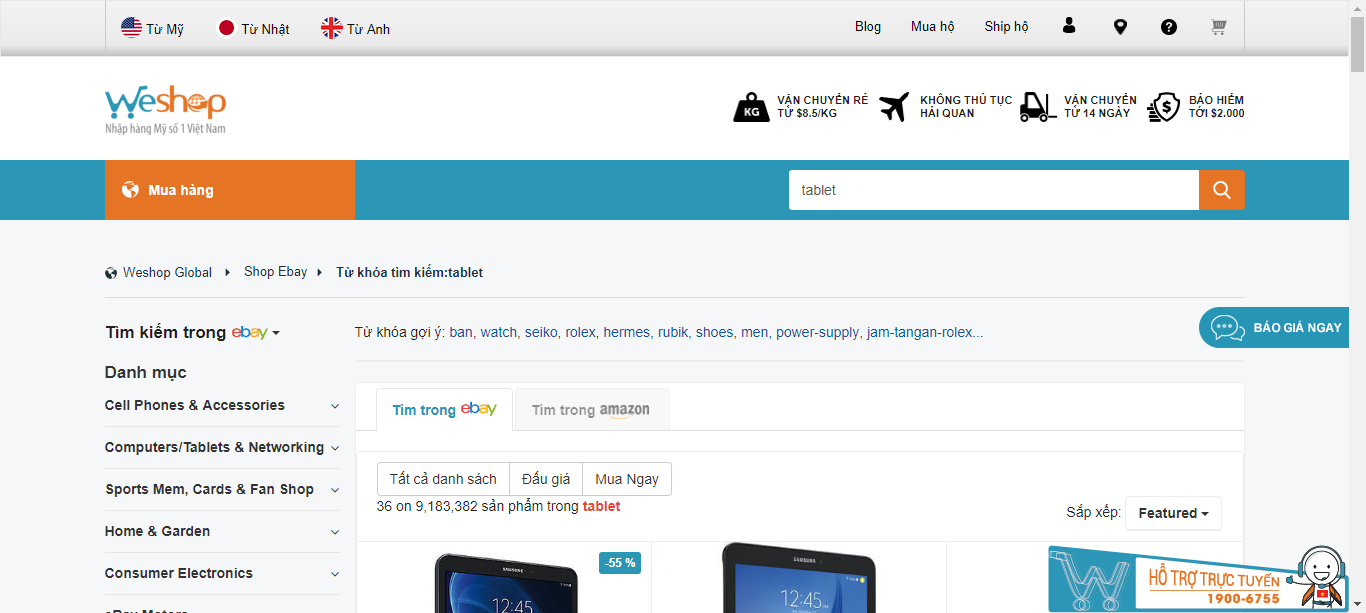 Từ Mỹ Từ Nhật Từ Anh Blog Mua hộ Ship hộ
Weshop
Nhập hàng Mỹ số 1 Việt Nam
KG
VẬN CHUYỂN RẺ
TỪ $8.5/KG
KHÔNG THỦ TỤC
HẢI QUAN
VẬN CHUYỂN
TỪ 14 NGÀY
BẢO HIỂM
TỚI $2.000
Mua hàng
tablet
Weshop Global Shop Ebay Từ khóa tìm kiếm:tablet
Tìm kiếm trong ebay
Từ khóa gợi ý: ban, watch, seiko, rolex, hermes, rubik, shoes, men, power-supply, jam-tangan-rolex...
BÁO GIÁ NGAY
Danh mục
Cell Phones & Accessories
Computers/Tablets & Networking
Sports Mem, Cards & Fan Shop
Home & Garden
Consumer Electronics
eBay Motors
Tìm trong ebay
Tìm trong amazon
Tất cả danh sách Đấu giá Mua Ngay
36 on 9,183,382 sản phẩm trong tablet
Sắp xếp: Featured
-55 %
SAMSUNG
12:45
SAMSUNG
12:45
HỖ TRỢ TRỰC TUYẾN
1900-6755